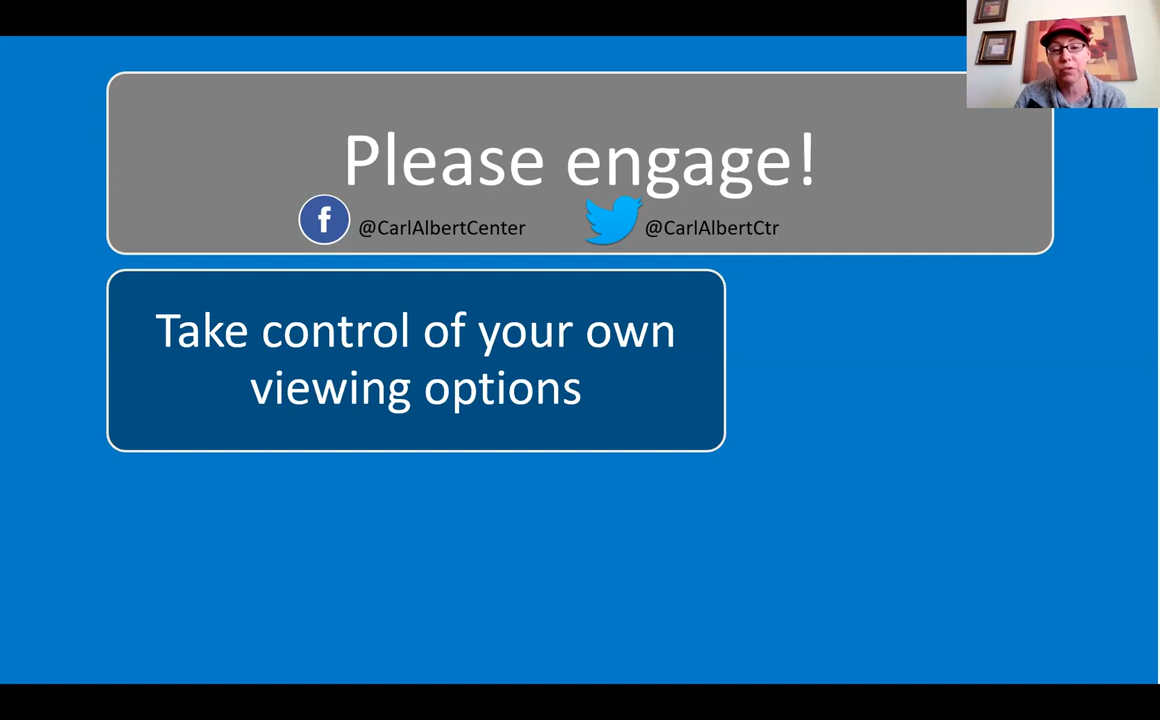 Please engage!
f @CarlAlbertCenter @CarlAlbertCtr
Take control of your own
viewing options